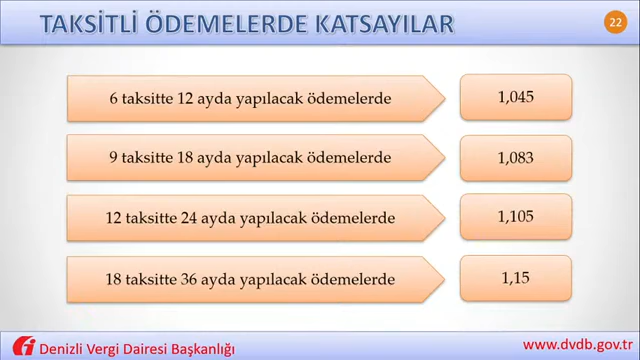 TAKSİTLİ ÖDEMELERDE KATSAYILAR
22
6 taksitte 12 ayda yapılacak ödemelerde 1,045
9 taksitte 18 ayda yapılacak ödemelerde 1,083
12 taksitte 24 ayda yapılacak ödemelerde 1,105
18 taksitte 36 ayda yapılacak ödemelerde 1,15
Denizli Vergi Dairesi Başkanlığı
www.dvdb.gov.tr